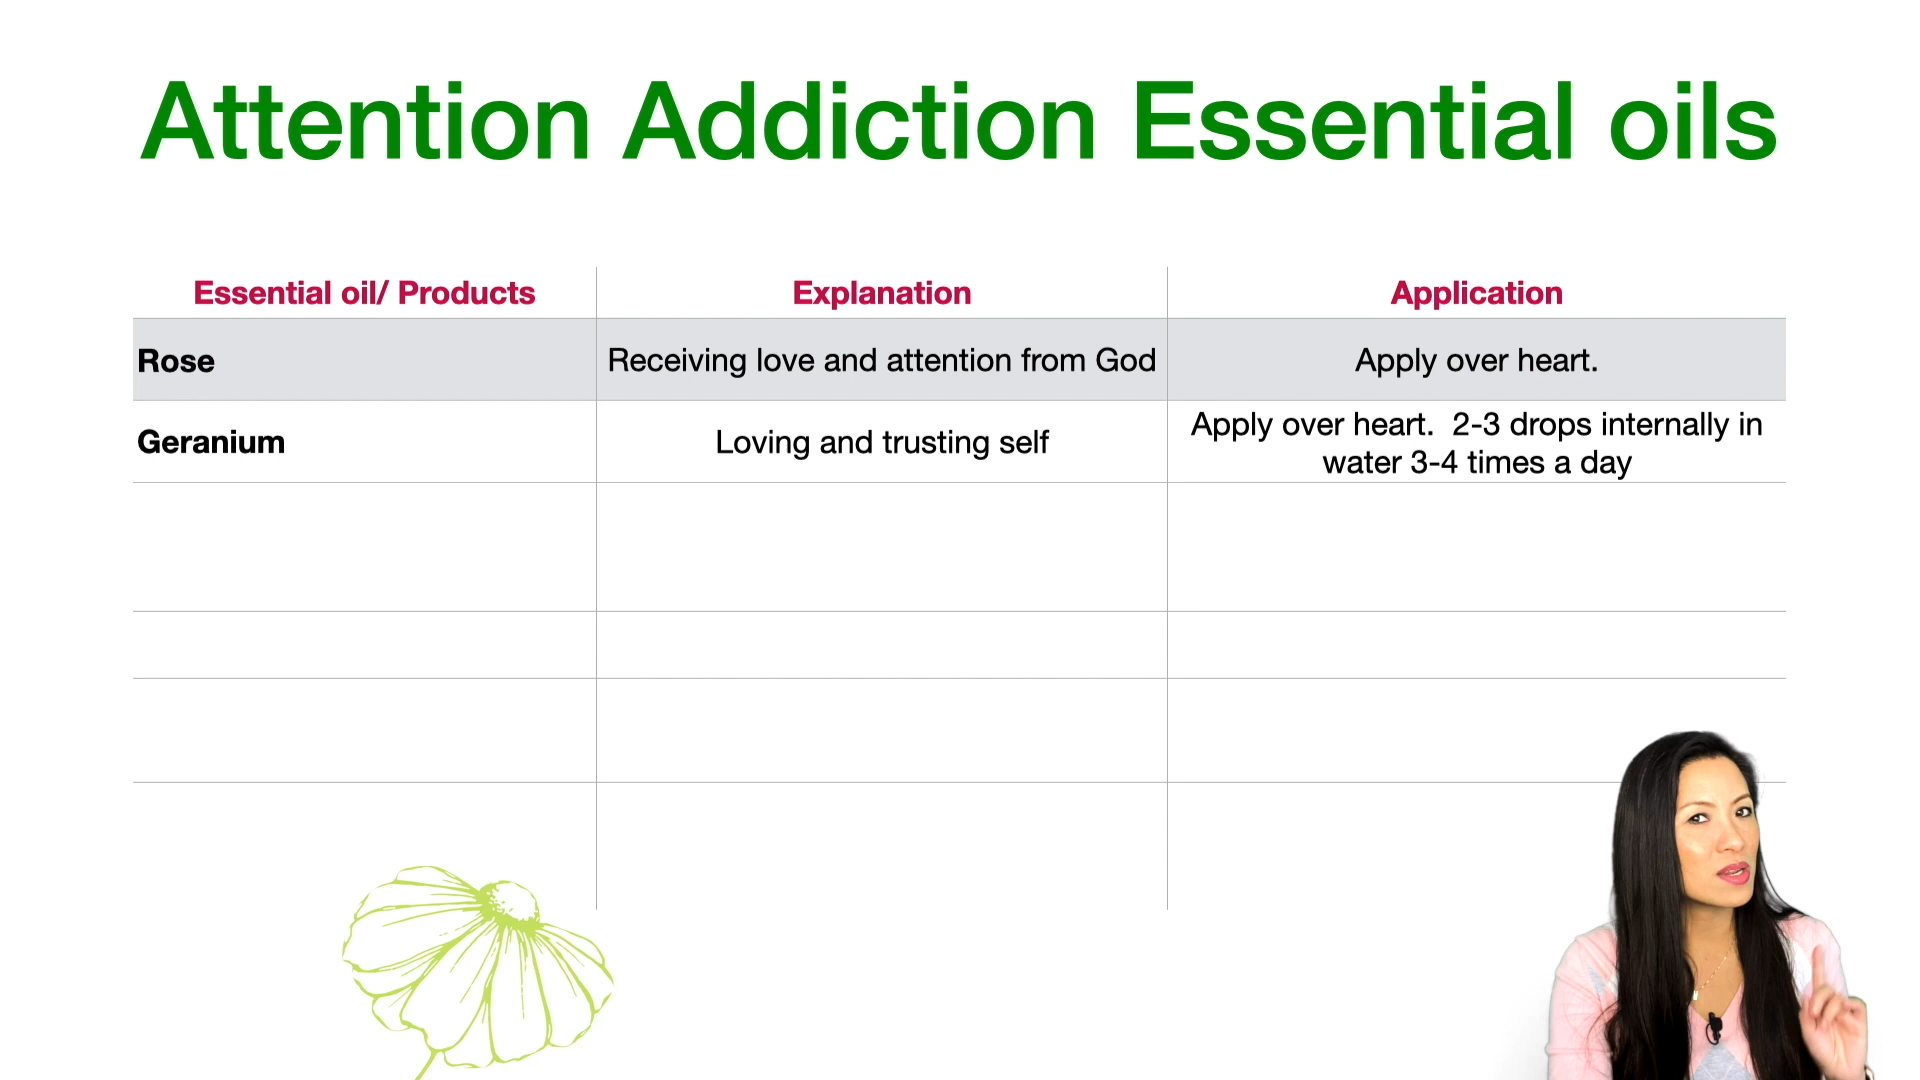 Attention Addiction Essential oils
Essential oil/ Products
Explanation
Application
Rose
Receiving love and attention from God
Apply over heart.
Geranium
Loving and trusting self
Apply over heart.  2-3 drops internally in
water 3-4 times a day